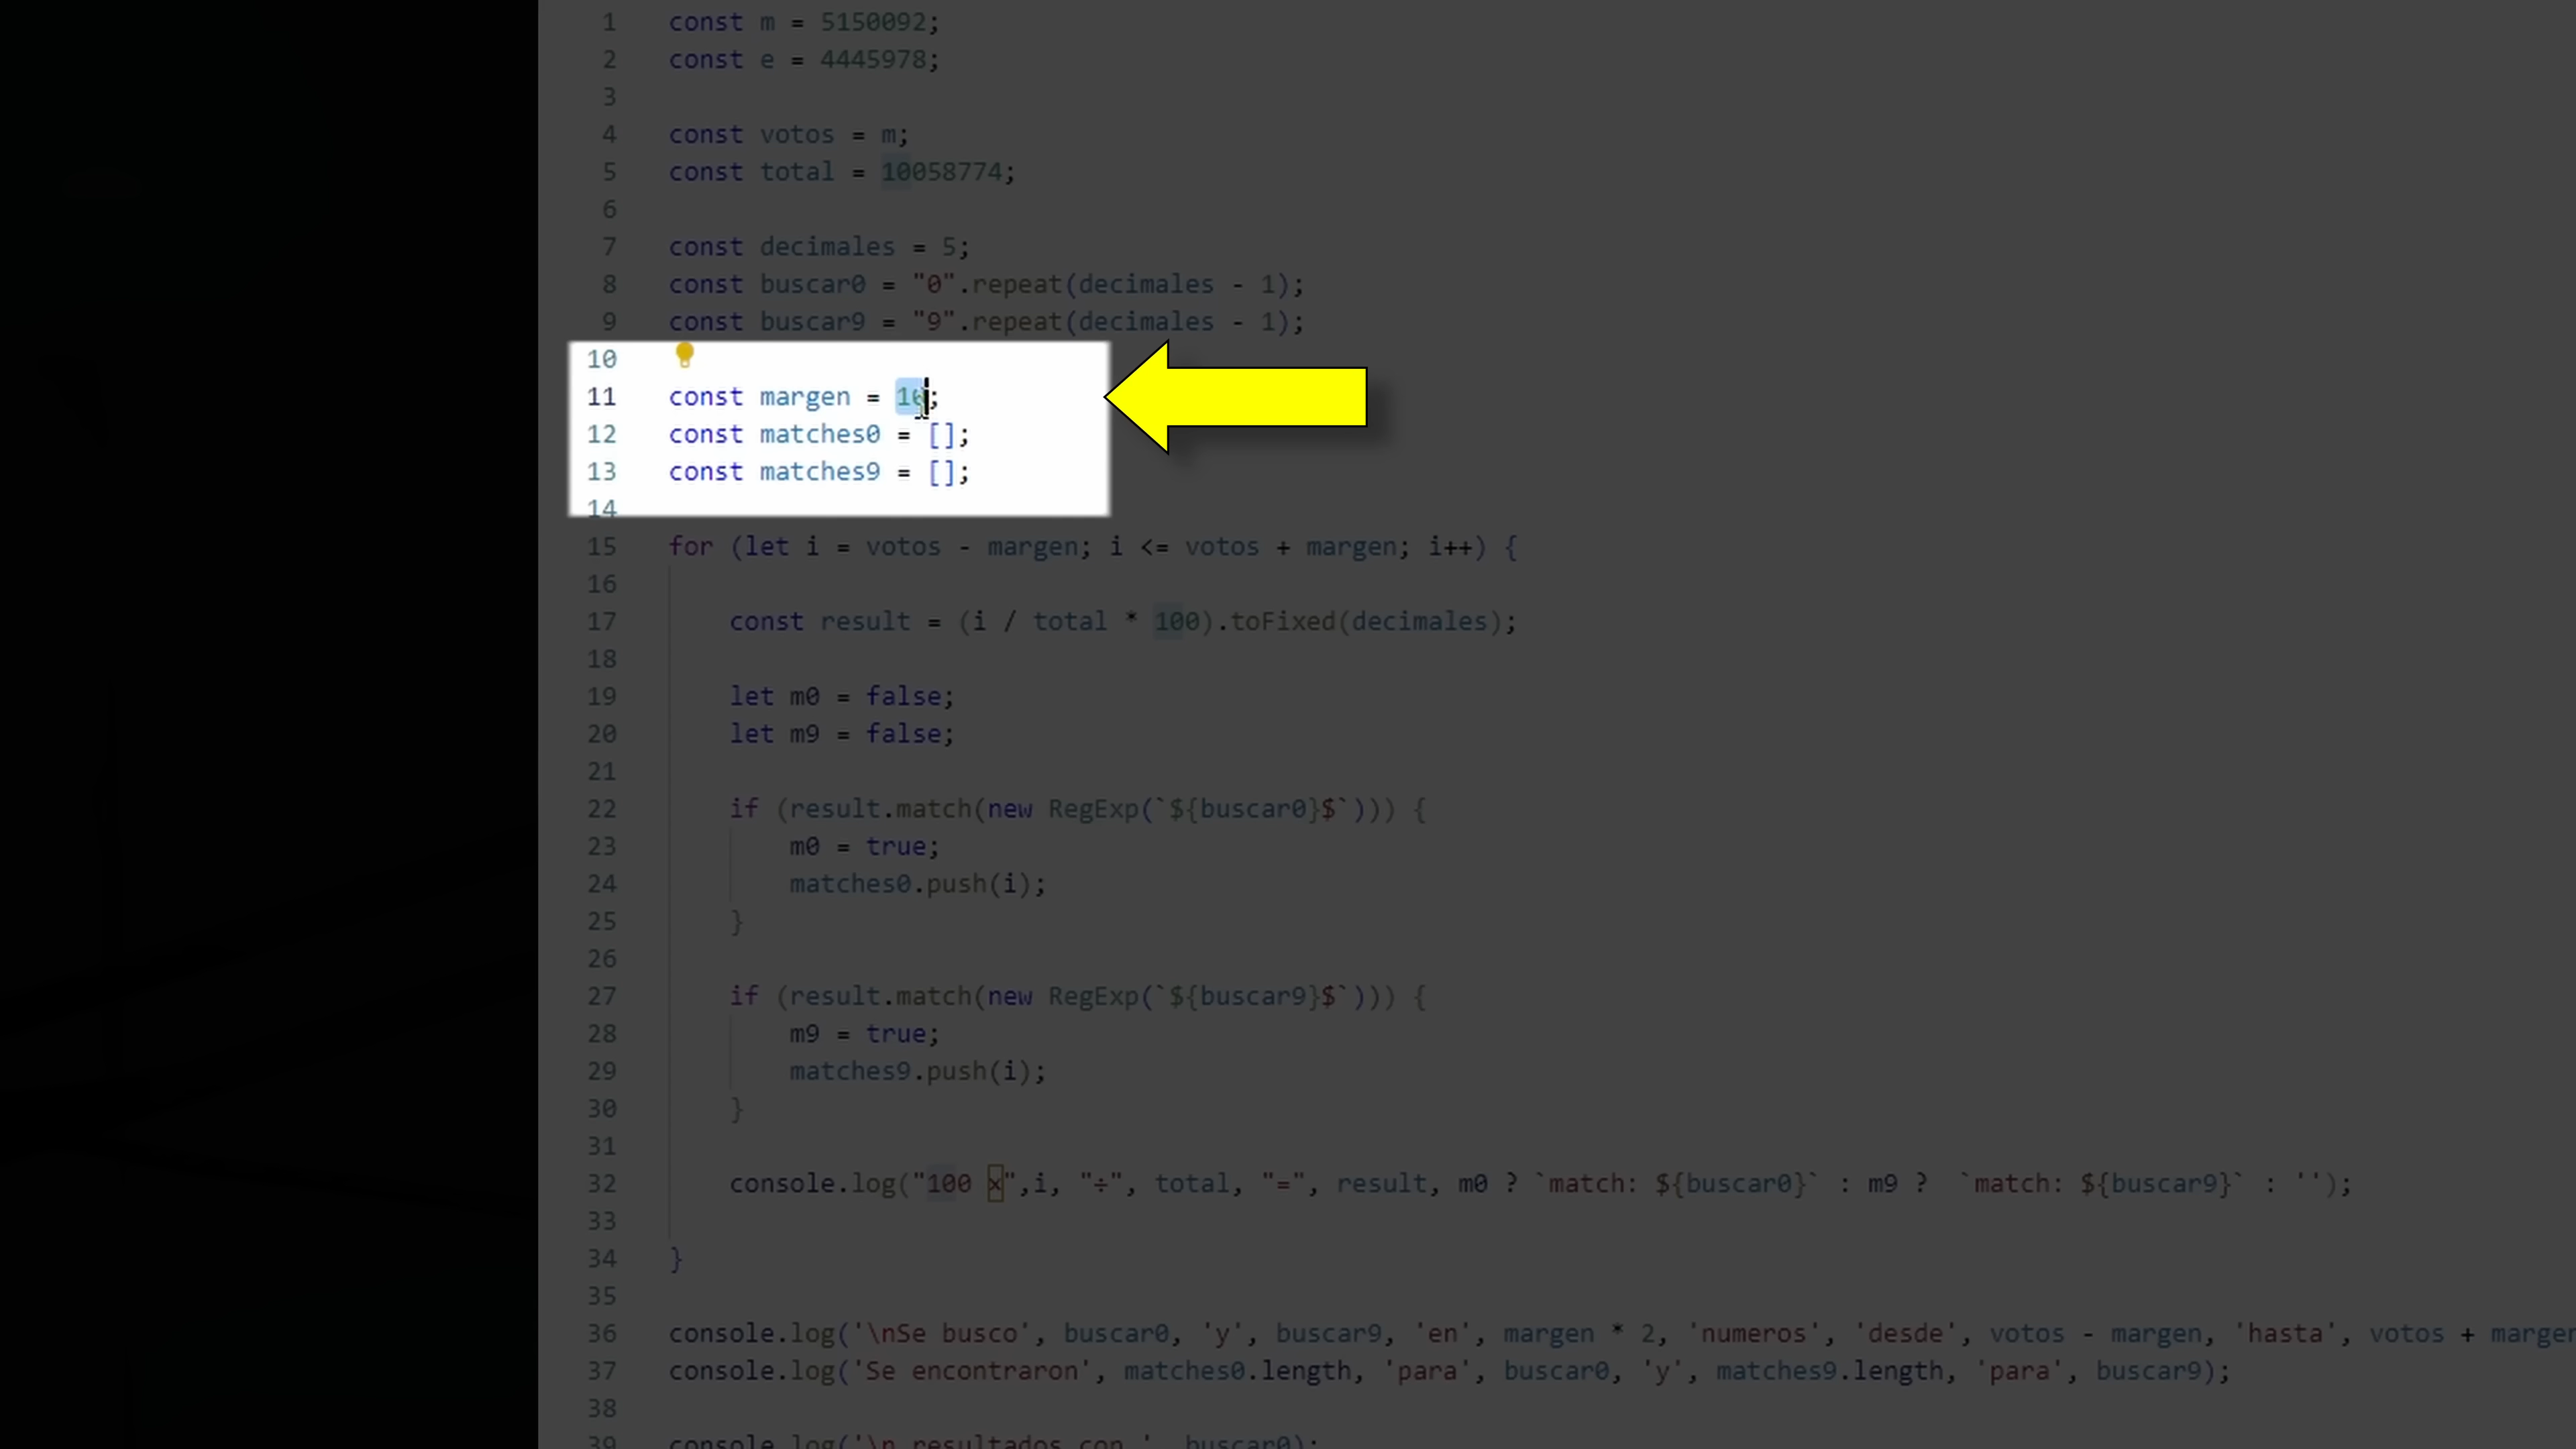 1 const m = 5150092;
2 const e = 4445978;
3
4 const votos = m;
5 const total = 10058774;
6
7 const decimales = 5;
8 const buscar0 = "0".repeat(decimales - 1);
9 const buscar9 = "9".repeat(decimales - 1);
10
11 const margen = 10;
12 const matches0 = [];
13 const matches9 = [];
14
15 for (let i = votos - margen; i <= votos + margen; i++) {
16
17 const result = (i / total * 100).toFixed(decimales);
18
19 let m0 = false;
20 let m9 = false;
21
22 if (result.match(new RegExp(`${buscar0}$`))) {
23 m0 = true;
24 matches0.push(i);
25 }
26
27 if (result.match(new RegExp(`${buscar9}$`))) {
28 m9 = true;
29 matches9.push(i);
30 }
31
32 console.log("100 ×",i, "÷", total, "=", result, m0 ? `match: ${buscar0}` : m9 ? `match: ${buscar9}` : '');
33
34 }
35
36 console.log('\nSe busco', buscar0, 'y', buscar9, 'en', margen * 2, 'numeros', 'desde', votos - margen, 'hasta', votos + margen
37 console.log('Se encontraron', matches0.length, 'para', buscar0, 'y', matches9.length, 'para', buscar9);
38
39 console.log('\n resultados con ', buscar0);